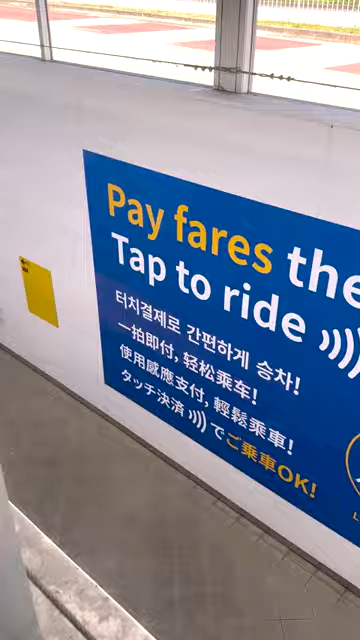 Pay fares the
Tap to ride
터치결제로 간편하게 승차!
一拍即付, 轻松乘车!
使用感應支付, 輕鬆乘車!
タッチ決済 でご乗車OK!